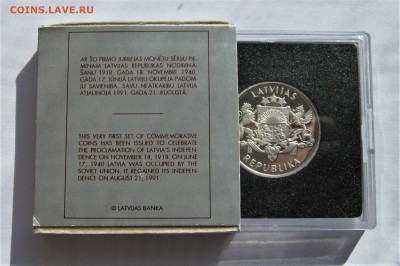 COINS.LAVE.RU
AR ŠO PIRMO JUBILEJAS MONĒTU SĒRIJU PIE-
MINAM LATVIJAS REPUBLIKAS NODIBINĀ-
ŠANU 1918. GADA 18. NOVEMBRĪ. 1940.
GADA 17. JŪNIJĀ LATVIJU OKUPĒJA PADOM-
JU SAVIENĪBA. SAVU NEATKARĪBU LATVIJA
ATJAUNOJA 1991. GADA 21. AUGUSTĀ.
THIS VERY FIRST SET OF COMMEMORATIVE
COINS HAS BEEN ISSUED TO CELEBRATE
THE PROCLAMATION OF LATVIA'S INDEPEN-
DENCE ON NOVEMBER 18, 1918. ON JUNE
17, 1940 LATVIA WAS OCCUPIED BY THE
SOVIET UNION. IT REGAINED ITS INDEPEN-
DENCE ON AUGUST 21, 1991.
© LATVIJAS BANKA
LATVIJAS
REPUBLIKA